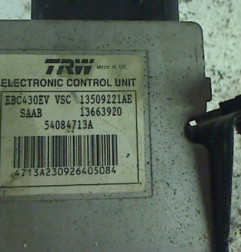 TRW Made in UK
ELECTRONIC CONTROL UNIT
EBC430EV VSC 13509221AE
SAAB 13663920
54084713A
4713A230926405084